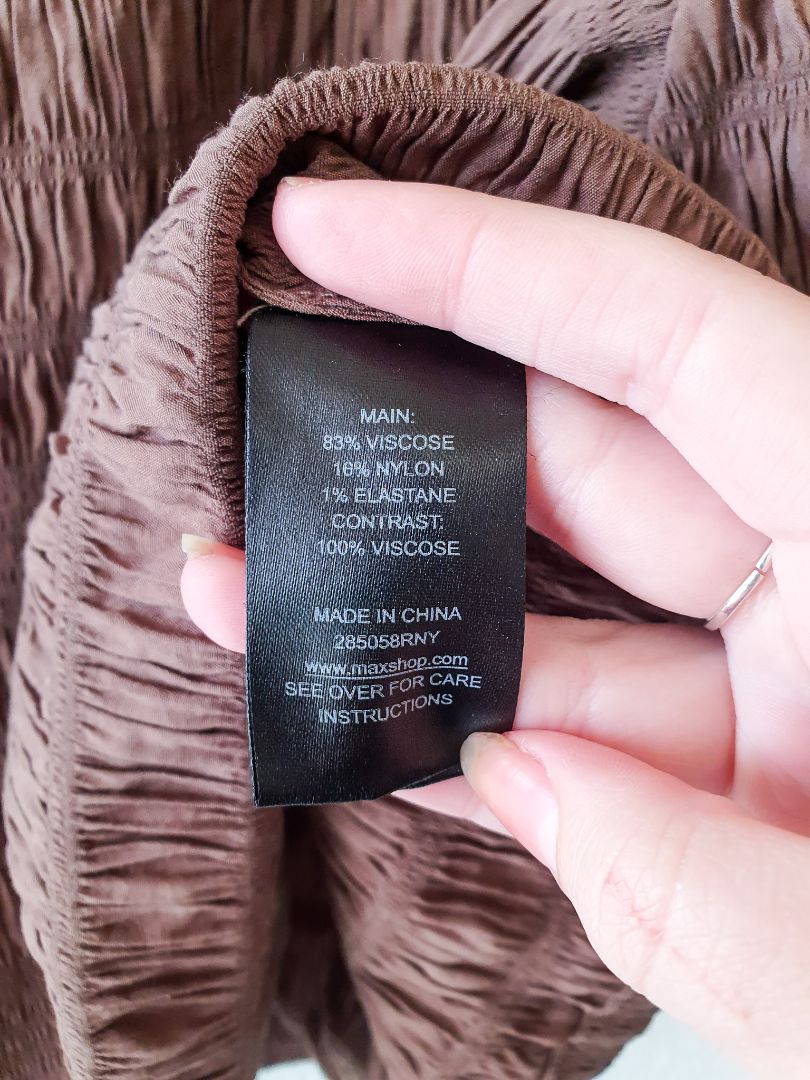 MAIN:
83% VISCOSE
16% NYLON
1% ELASTANE
CONTRAST:
100% VISCOSE
MADE IN CHINA
285058RNY
www.maxshop.com
SEE OVER FOR CARE
INSTRUCTIONS